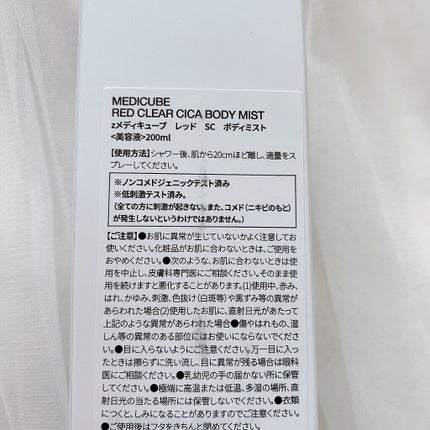 MEDICUBE
RED CLEAR CICA BODY MIST
zメディキューブ レッド SC ボディミスト
<美容液>200ml
【使用方法】シャワー後、肌から20cmほど離し、適量をス
プレーしてください。
※ノンコメドジェニックテスト済み
※低刺激テスト済み。
(全ての方に刺激が起きない。また、コメド(ニキビのもと)
が発生しないというわけではありません。)
【ご注意】●お肌に異常が生じていないかよく注意してお
使いください。化粧品がお肌に合わないときは、ご使用
をおやめください。●次のような、お肌に合わないときは使
用を中止し、皮膚科専門医にご相談ください。そのまま使用
を続けますと悪化することがあります。(1)使用中、赤み、
はれ、かゆみ、刺激、色抜け(白斑等)や黒ずみ等の異常が
あらわれた場合(2)使用したお肌に、直射日光があたって
上記のような異常があらわれた場合●傷やはれもの、湿
しん等の異常のある部位にはお使いにならないでくださ
い。●目に入らないようにご注意ください。万一目に入っ
たときは擦らずに洗い流し、目に異常が残る場合は眼科
医にご相談ください。●乳幼児の手の届かない所に保管
してください。●極端に高温または低温、多湿の場所、直
射日光の当たる場所には保管しないでください。●衣類
につくと、しみになることがありますのでご注意ください。
●ご使用後はフタをきちんと閉めてください。